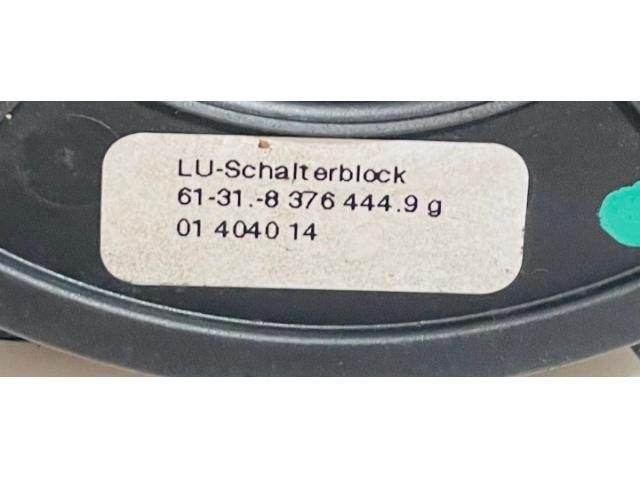 LU-Schalterblock
61-31.-8 376 444.9 g
01 4040 14